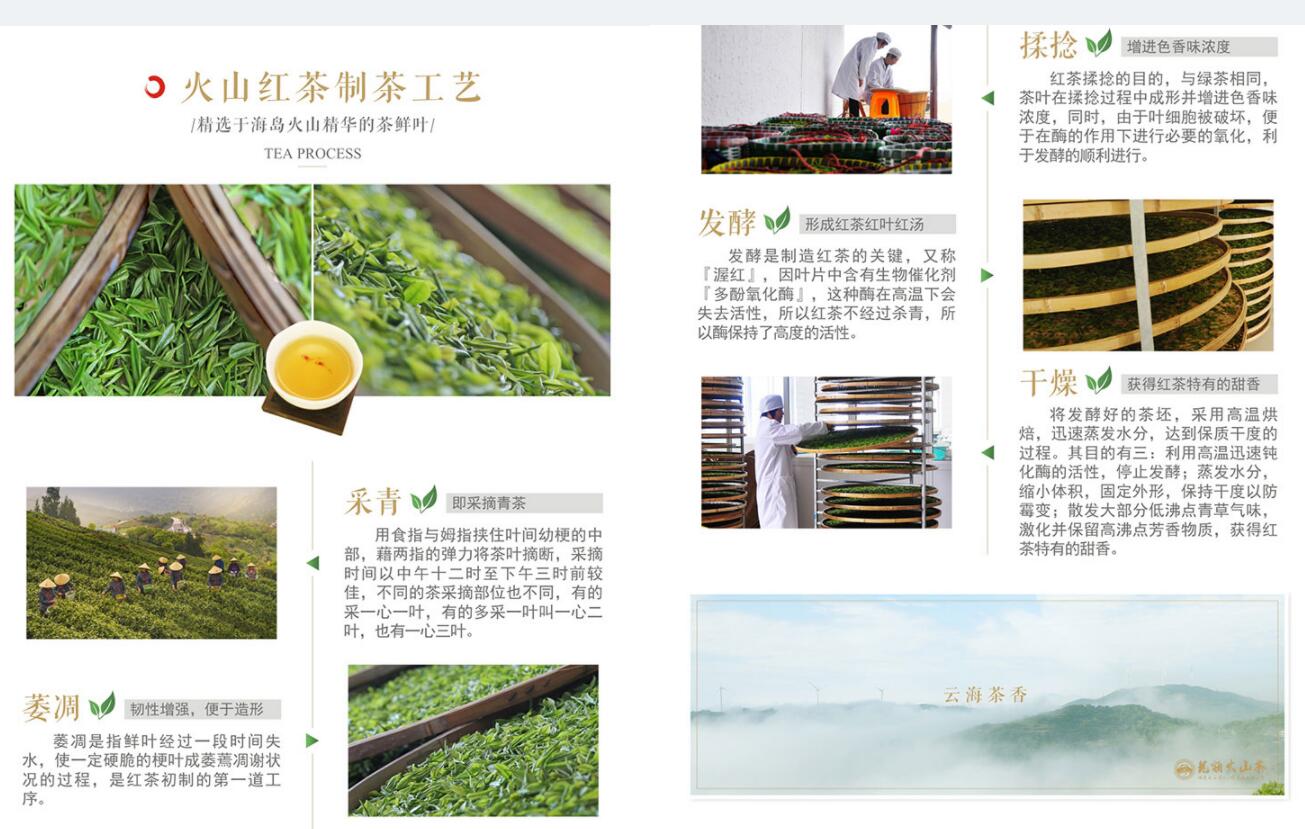 火山红茶制茶工艺
/精选于海岛火山精华的茶鲜叶/
TEA PROCESS
采青
即采摘青茶
用食指与姆指挟住叶间幼梗的中
部，藉两指的弹力将茶叶摘断，采摘
时间以中午十二时至下午三时前较
佳，不同的茶采摘部位也不同，有的
采一心一叶，有的多采一叶叫一心二
叶，也有一心三叶。
萎凋
韧性增强，便于造形
萎凋是指鲜叶经过一段时间失
水，使一定硬脆的梗叶成萎蔫凋谢状
况的过程，是红茶初制的第一道工
序。
揉捻
增进色香味浓度
红茶揉捻的目的，与绿茶相同，
茶叶在揉捻过程中成形并增进色香味
浓度，同时，由于叶细胞被破坏，便
于在酶的作用下进行必要的氧化，利
于发酵的顺利进行。
发酵
形成红茶红叶红汤
发酵是制造红茶的关键，又称
『渥红』，因叶片中含有生物催化剂
『多酚氧化酶』，这种酶在高温下会
失去活性，所以红茶不经过杀青，所
以酶保持了高度的活性。
干燥
获得红茶特有的甜香
将发酵好的茶坯，采用高温烘
焙，迅速蒸发水分，达到保质干度的
过程。其目的有三：利用高温迅速钝
化酶的活性，停止发酵；蒸发水分，
缩小体积，固定外形，保持干度以防
霉变；散发大部分低沸点青草气味，
激化并保留高沸点芳香物质，获得红
茶特有的甜香。
云海茶香